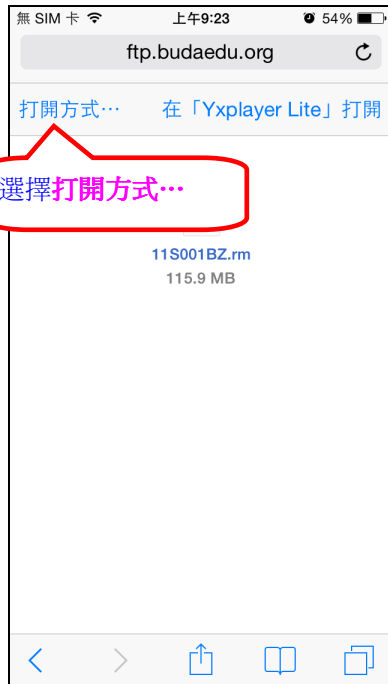 無 SIM 卡 上午9:23 54%
ftp.budaedu.org
打開方式… 在「Yxplayer Lite」打開
選擇打開方式…
11S001BZ.rm
115.9 MB